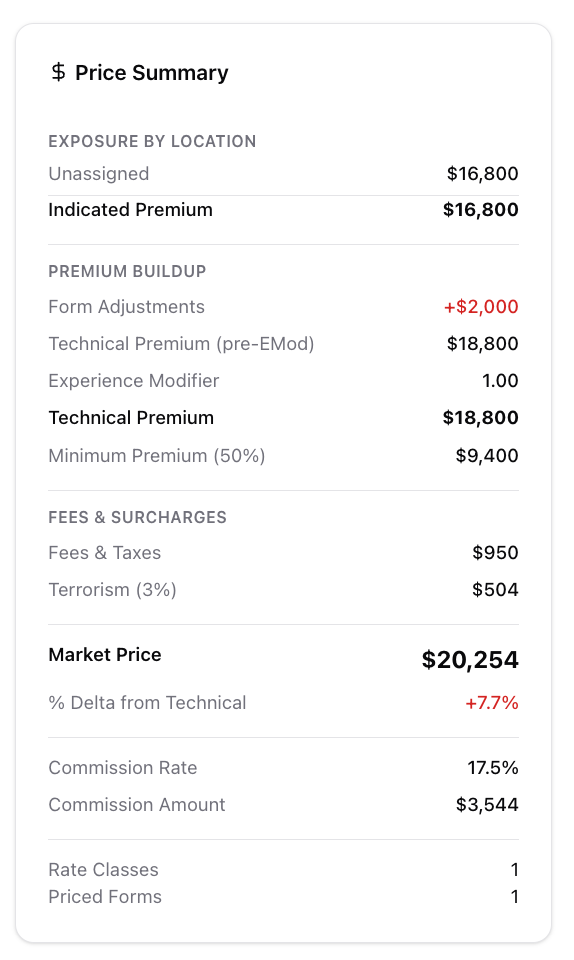 $ Price Summary
EXPOSURE BY LOCATION
Unassigned $16,800
Indicated Premium $16,800
PREMIUM BUILDUP
Form Adjustments +$2,000
Technical Premium (pre-EMod) $18,800
Experience Modifier 1.00
Technical Premium $18,800
Minimum Premium (50%) $9,400
FEES & SURCHARGES
Fees & Taxes $950
Terrorism (3%) $504
Market Price $20,254
% Delta from Technical +7.7%
Commission Rate 17.5%
Commission Amount $3,544
Rate Classes 1
Priced Forms 1